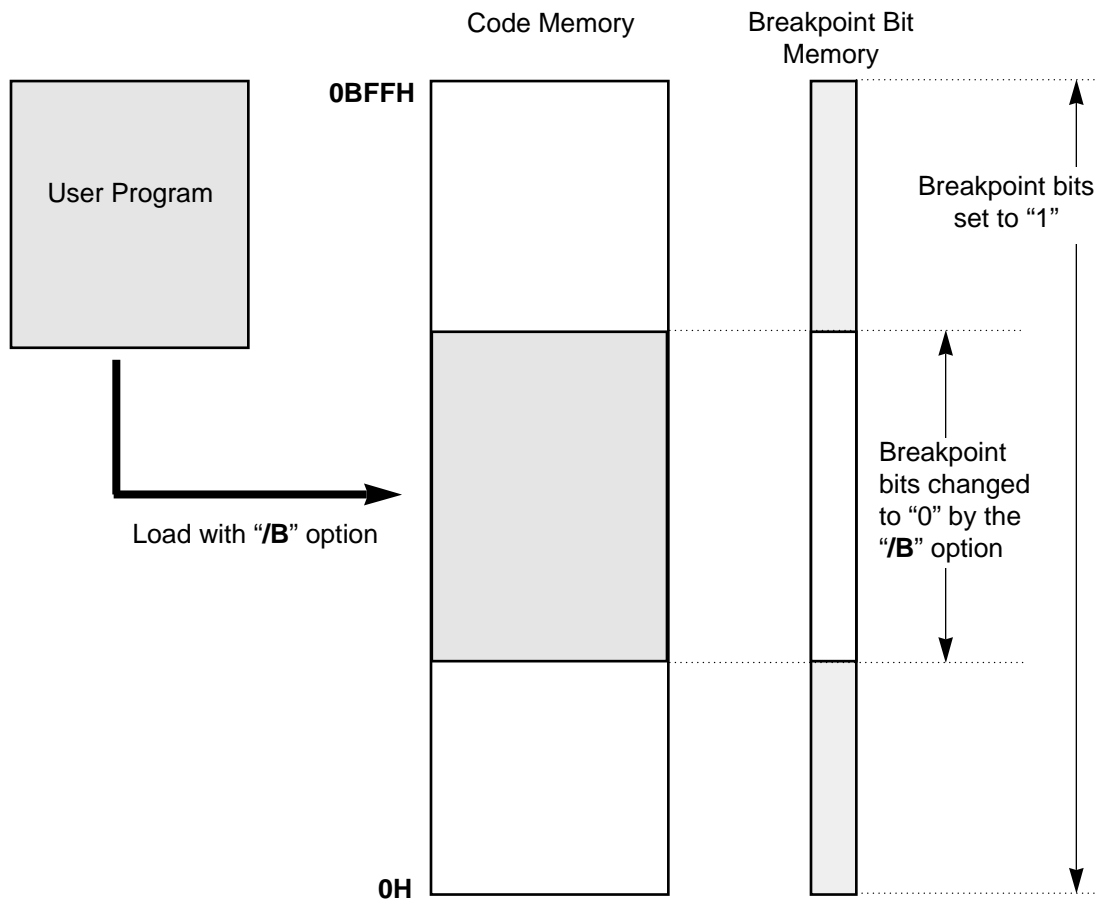 Code Memory
Breakpoint Bit
Memory
0BFFH
User Program
Breakpoint bits
set to “1”
Breakpoint
bits changed
to “0” by the
“/B” option
Load with “/B” option
0H